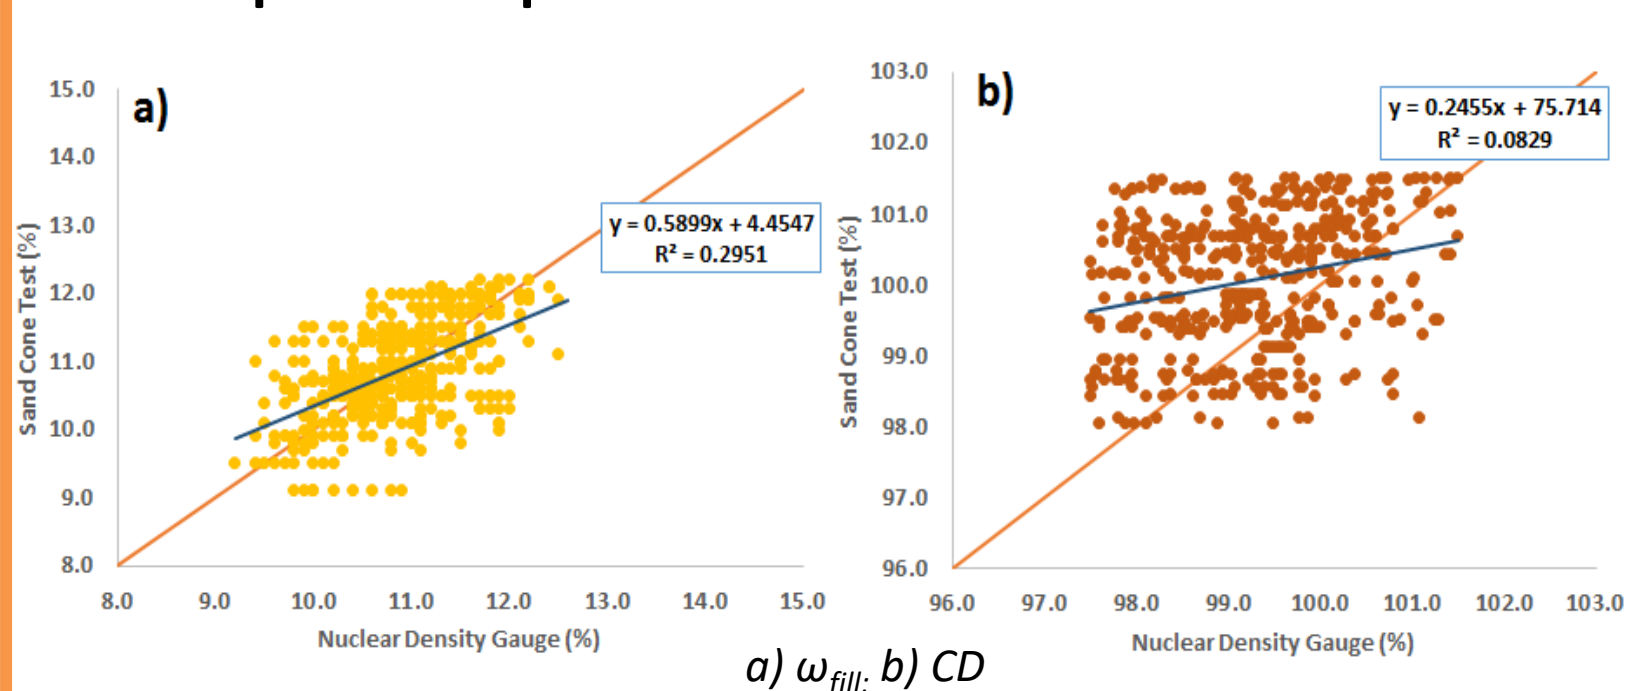 a)
15.0
14.0
13.0
12.0
11.0
10.0
9.0
8.0
Sand Cone Test (%)
y = 0.5899x + 4.4547
R² = 0.2951
8.0 9.0 10.0 11.0 12.0 13.0 14.0 15.0
Nuclear Density Gauge (%)
b)
103.0
102.0
101.0
100.0
99.0
98.0
97.0
96.0
Sand Cone Test (%)
y = 0.2455x + 75.714
R² = 0.0829
96.0 97.0 98.0 99.0 100.0 101.0 102.0 103.0
Nuclear Density Gauge (%)
a) ωfill; b) CD